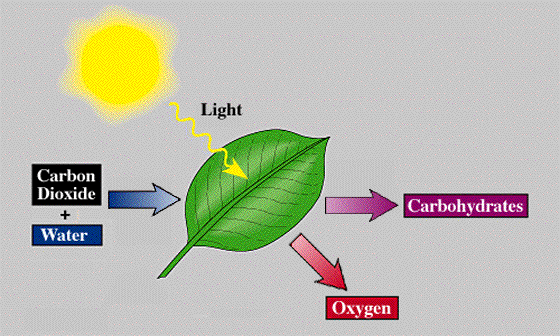 Light
Carbon
Dioxide
+
Water
Carbohydrates
Oxygen